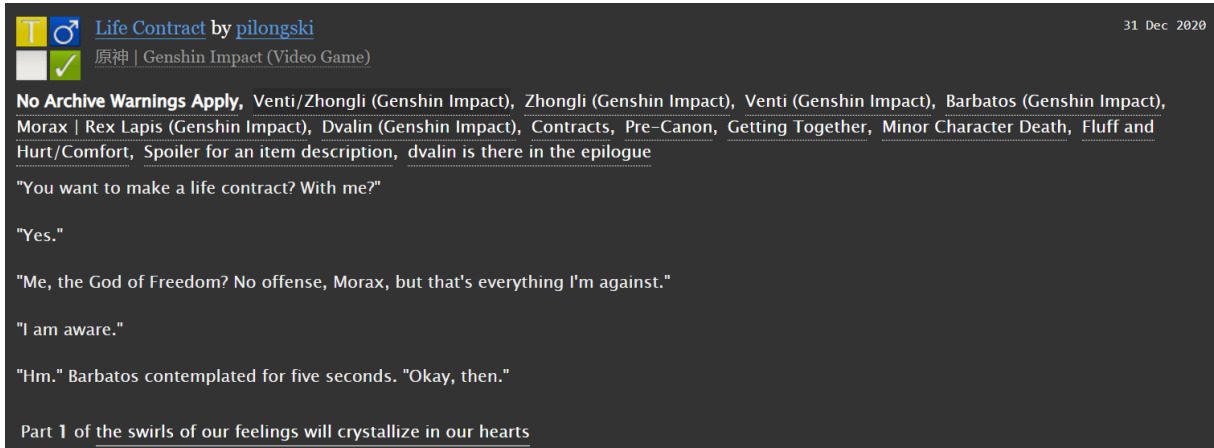 T
Life Contract by pilongski
31 Dec 2020
原神 | Genshin Impact (Video Game)
No Archive Warnings Apply, Venti/Zhongli (Genshin Impact), Zhongli (Genshin Impact), Venti (Genshin Impact), Barbatos (Genshin Impact),
Morax | Rex Lapis (Genshin Impact), Dvalin (Genshin Impact), Contracts, Pre-Canon, Getting Together, Minor Character Death, Fluff and
Hurt/Comfort, Spoiler for an item description, dvalin is there in the epilogue
"You want to make a life contract? With me?"
"Yes."
"Me, the God of Freedom? No offense, Morax, but that's everything I'm against."
"I am aware."
"Hm." Barbatos contemplated for five seconds. "Okay, then."
Part 1 of the swirls of our feelings will crystallize in our hearts